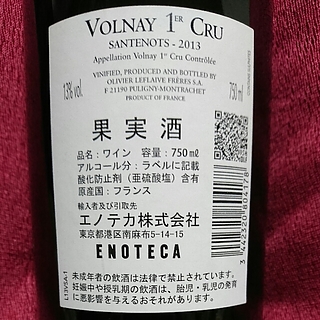 VOLNAY 1ER CRU
SANTENOTS - 2013
Appellation Volnay 1er Cru Contrôlée
VINIFIED, PRODUCED AND BOTTLED BY
OLIVIER LEFLAIVE FRÈRES S.A.
F 21190 PULIGNY-MONTRACHET
PRODUCT OF FRANCE
13% vol
750 ml
果実酒
品名：ワイン 容量：750㎖
アルコール分：ラベルに記載
酸化防止剤（亜硫酸塩）含有
原産国：フランス
輸入者及び引取先
エノテカ株式会社
東京都港区南麻布5-14-15
ENOTECA
未成年者の飲酒は法律で禁止されています。
妊娠中や授乳期の飲酒は、胎児・乳児の発育
に悪影響を与えるおそれがあります。
L13VSA-1
3442320804176